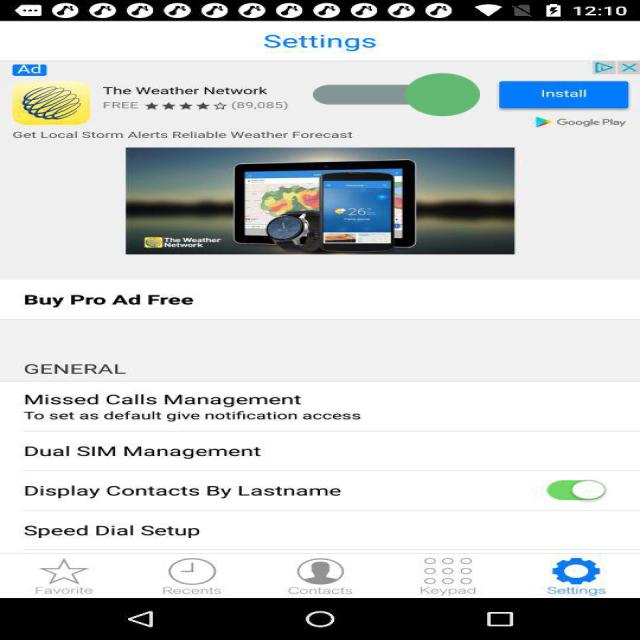 12:10
Settings
Ad
The Weather Network
FREE ★★★★☆ (89,085)
Install
Google Play
Get Local Storm Alerts Reliable Weather Forecast
26
The Weather
Network
Buy Pro Ad Free
GENERAL
Missed Calls Management
To set as default give notification access
Dual SIM Management
Display Contacts By Lastname
Speed Dial Setup
Favorite
Recents
Contacts
Keypad
Settings